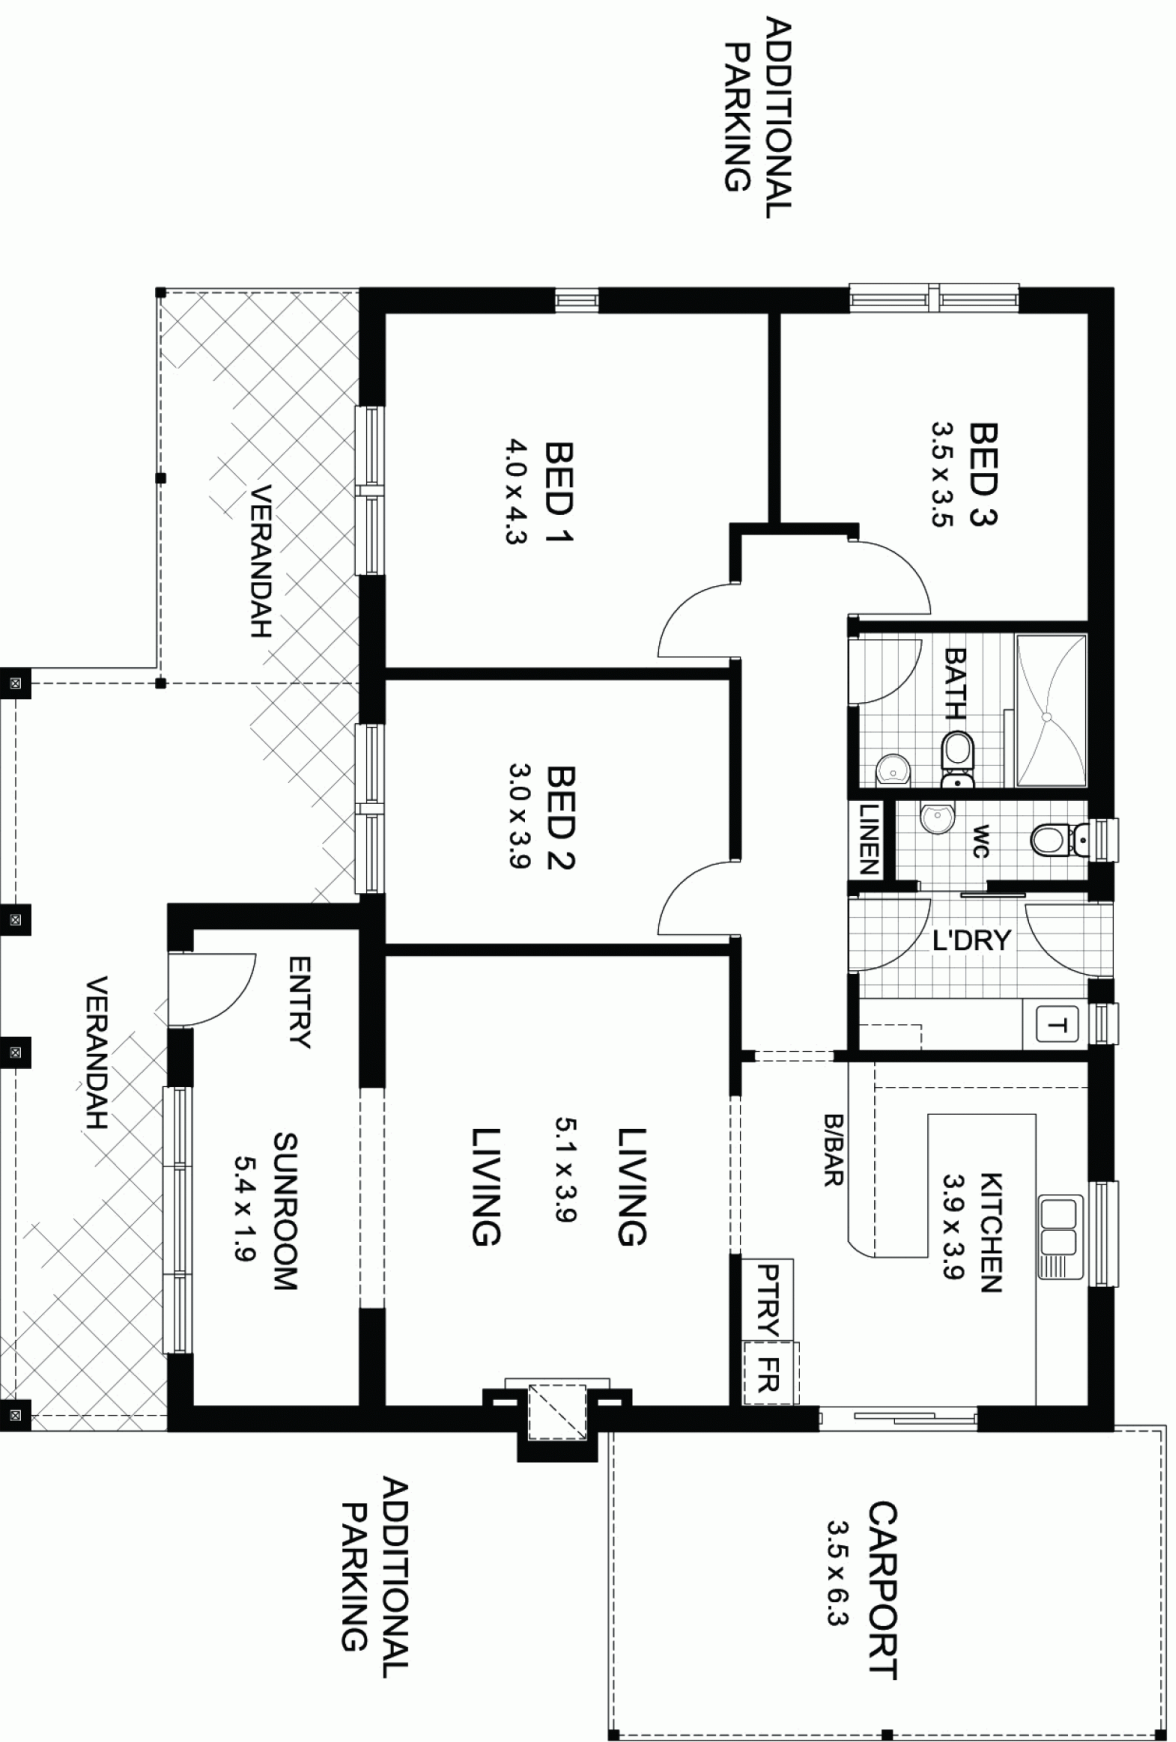 ADDITIONAL
PARKING
BED 3
3.5 x 3.5
BED 1
4.0 x 4.3
VERANDAH
BATH
BED 2
3.0 x 3.9
LINEN
WC
L'DRY
T
ENTRY
VERANDAH
SUNROOM
5.4 x 1.9
LIVING
5.1 x 3.9
LIVING
B/BAR
KITCHEN
3.9 x 3.9
PTRY
FR
CARPORT
3.5 x 6.3
ADDITIONAL
PARKING